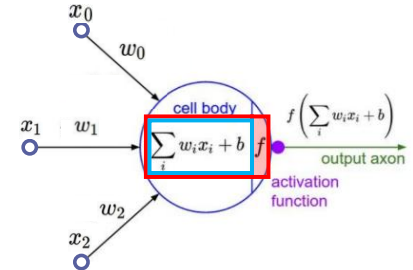 x₀
w₀
cell body
f(∑ᵢ wᵢxᵢ + b)
x₁
w₁
∑ᵢ wᵢxᵢ + b
f
output axon
activation
function
w₂
x₂